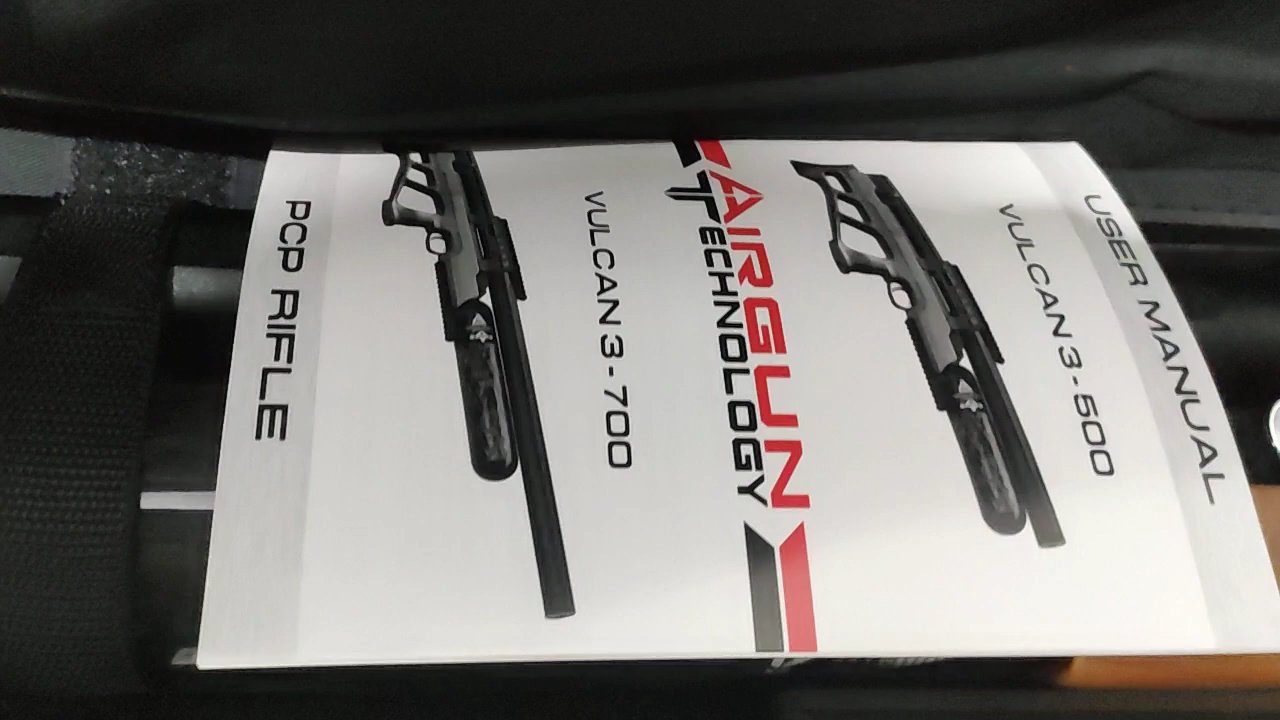 USER MANUAL
VULCAN 3 - 500
AIRGUN
TECHNOLOGY
VULCAN 3 - 700
PCP RIFLE